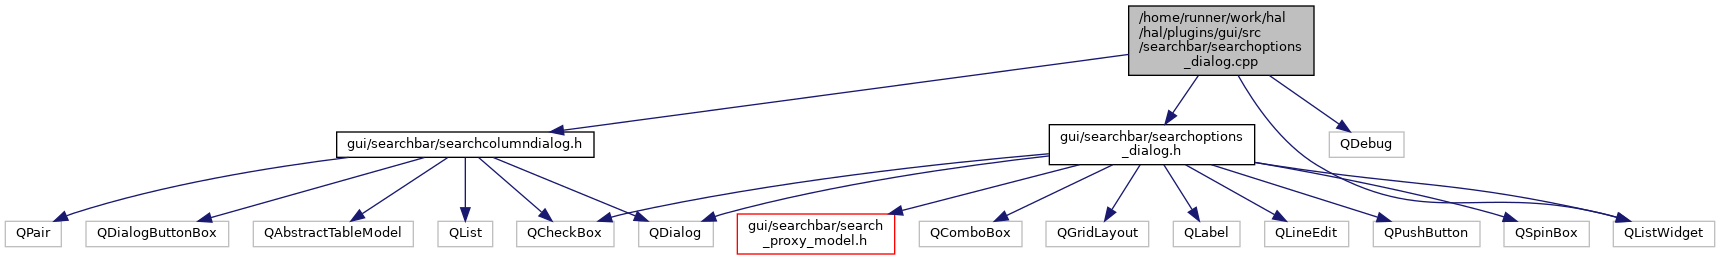 /home/runner/work/hal
/hal/plugins/gui/src
/searchbar/searchoptions
_dialog.cpp
gui/searchbar/searchcolumndialog.h
gui/searchbar/searchoptions
_dialog.h
QDebug
QPair
QDialogButtonBox
QAbstractTableModel
QList
QCheckBox
QDialog
gui/searchbar/search
_proxy_model.h
QComboBox
QGridLayout
QLabel
QLineEdit
QPushButton
QSpinBox
QListWidget